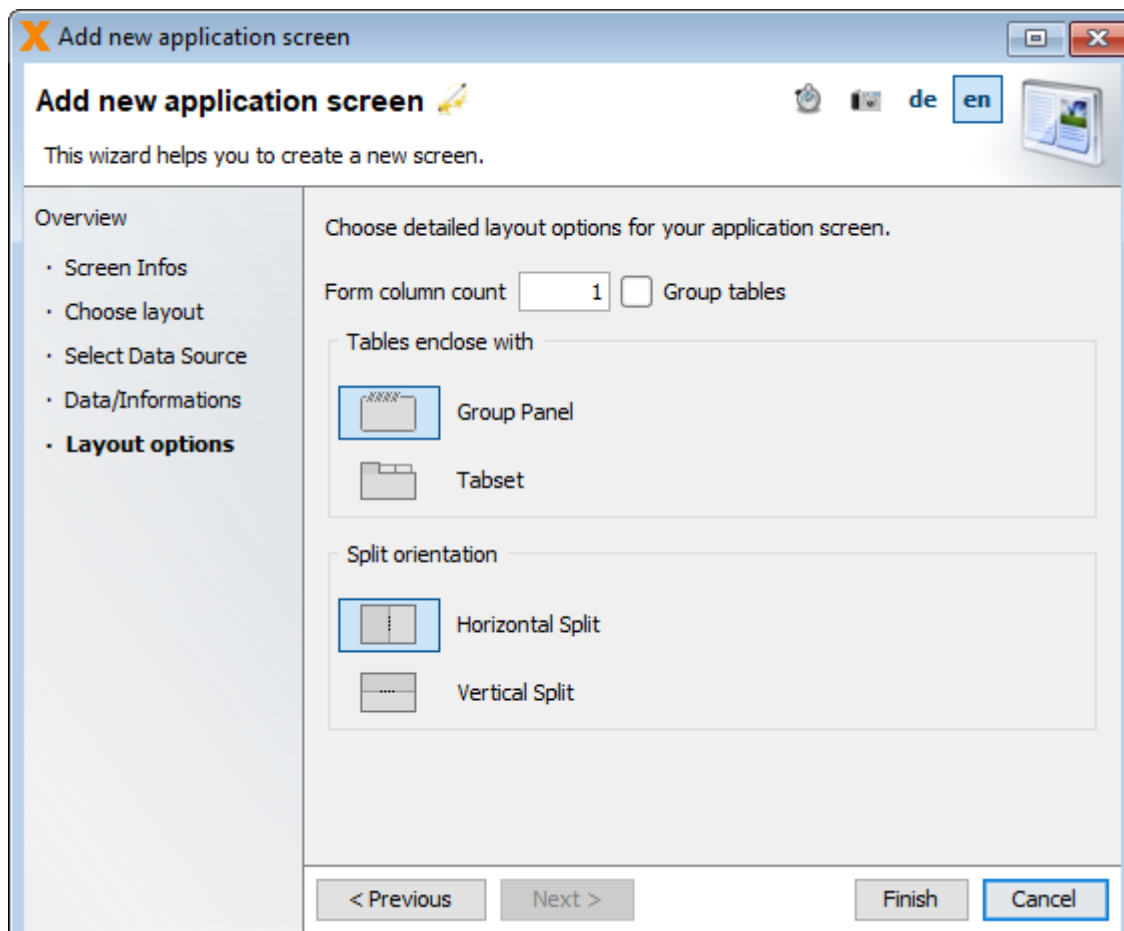 Add new application screen
Add new application screen
de en
This wizard helps you to create a new screen.
Overview
· Screen Infos
· Choose layout
· Select Data Source
· Data/Informations
· Layout options
Choose detailed layout options for your application screen.
Form column count 1 Group tables
Tables enclose with
Group Panel
Tabset
Split orientation
Horizontal Split
Vertical Split
< Previous Next > Finish Cancel